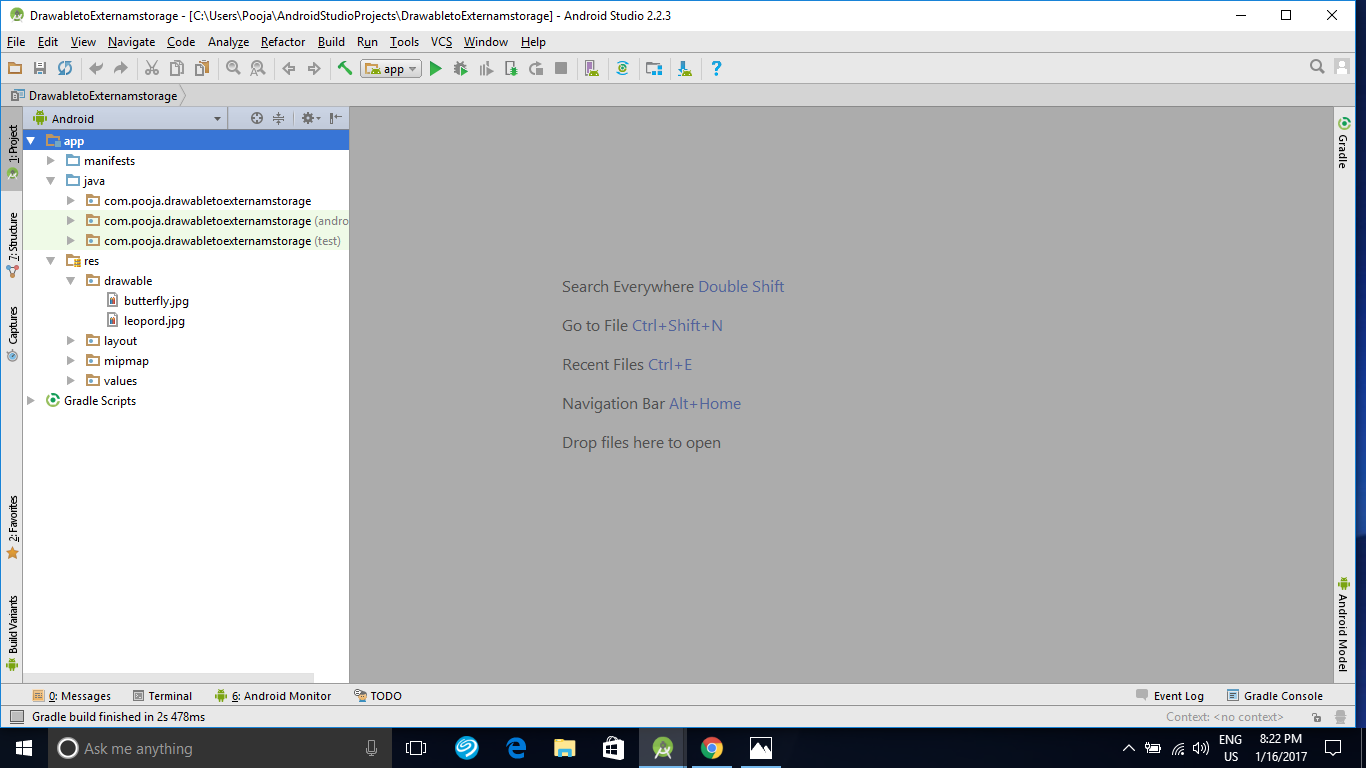 DrawabletoExternamstorage - [C:\Users\Pooja\AndroidStudioProjects\DrawabletoExternamstorage] - Android Studio 2.2.3
File Edit View Navigate Code Analyze Refactor Build Run Tools VCS Window Help
app
DrawabletoExternamstorage
Android
1: Project
7: Structure
Captures
2: Favorites
Build Variants
app
manifests
java
com.pooja.drawabletoexternamstorage
com.pooja.drawabletoexternamstorage (andro
com.pooja.drawabletoexternamstorage (test)
res
drawable
butterfly.jpg
leopord.jpg
layout
mipmap
values
Gradle Scripts
Search Everywhere Double Shift
Go to File Ctrl+Shift+N
Recent Files Ctrl+E
Navigation Bar Alt+Home
Drop files here to open
Gradle
Android Model
0: Messages Terminal 6: Android Monitor TODO Event Log Gradle Console
Gradle build finished in 2s 478ms Context: <no context>
Ask me anything
ENG
US
8:22 PM
1/16/2017